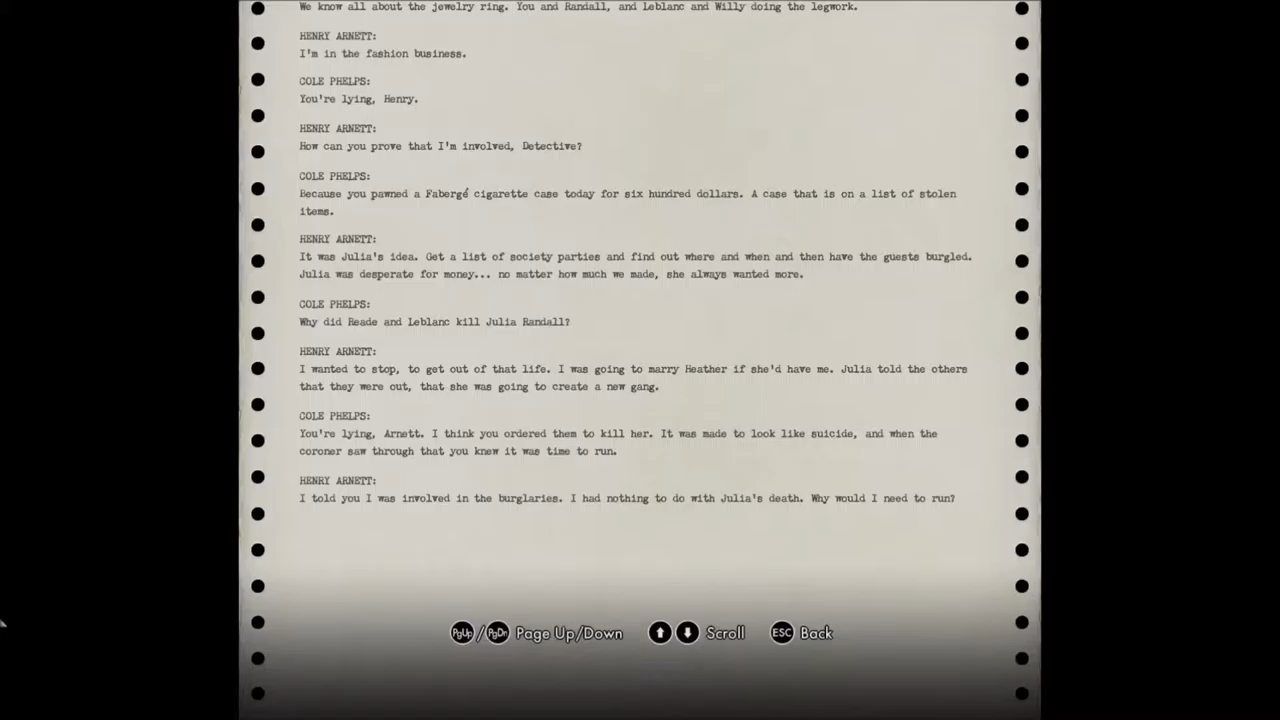 We know all about the jewelry ring. You and Randall, and Leblanc and Willy doing the legwork.
HENRY ARNETT:
I'm in the fashion business.
COLE PHELPS:
You're lying, Henry.
HENRY ARNETT:
How can you prove that I'm involved, Detective?
COLE PHELPS:
Because you pawned a Fabergé cigarette case today for six hundred dollars. A case that is on a list of stolen
items.
HENRY ARNETT:
It was Julia's idea. Get a list of society parties and find out where and when and then have the guests burgled.
Julia was desperate for money... no matter how much we made, she always wanted more.
COLE PHELPS:
Why did Reade and Leblanc kill Julia Randall?
HENRY ARNETT:
I wanted to stop, to get out of that life. I was going to marry Heather if she'd have me. Julia told the others
that they were out, that she was going to create a new gang.
COLE PHELPS:
You're lying, Arnett. I think you ordered them to kill her. It was made to look like suicide, and when the
coroner saw through that you knew it was time to run.
HENRY ARNETT:
I told you I was involved in the burglaries. I had nothing to do with Julia's death. Why would I need to run?
PgUp/PgDn Page Up/Down Scroll ESC Back